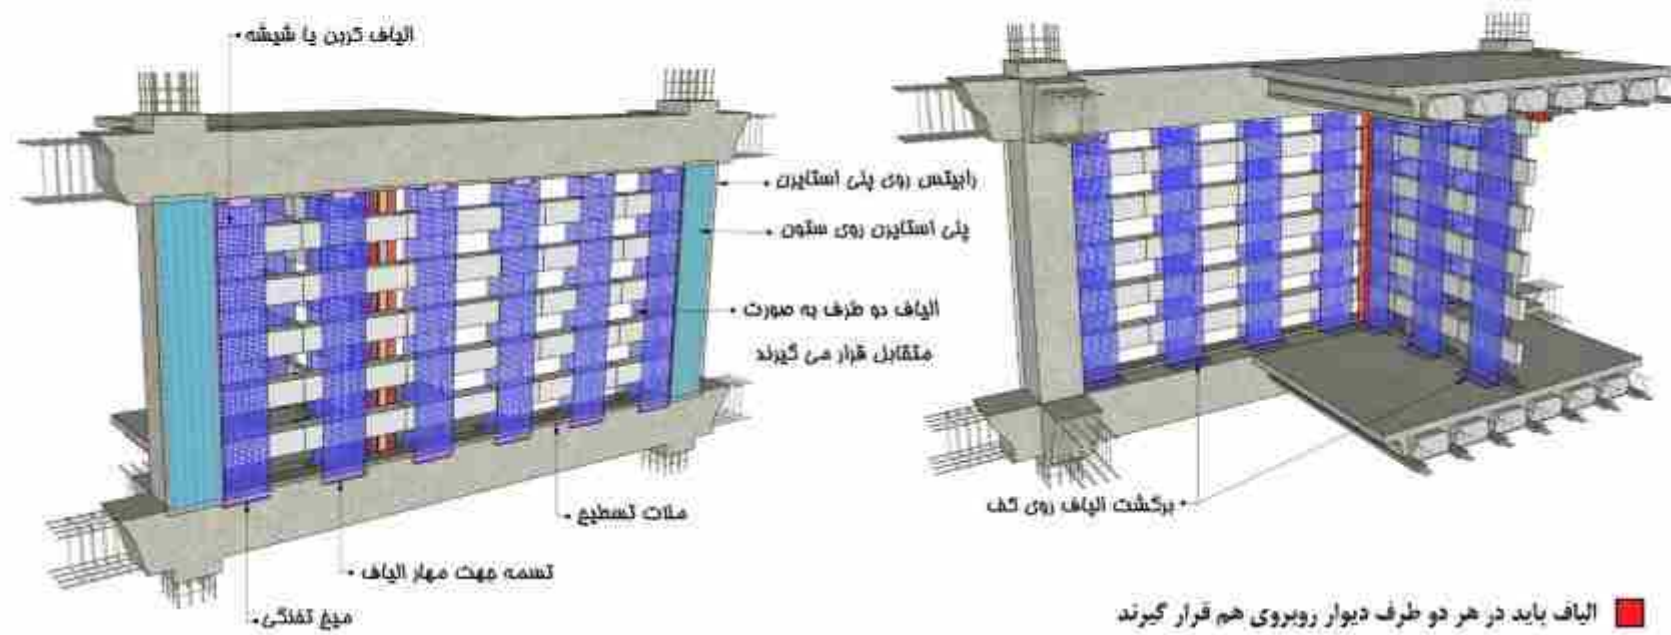 الیاف کربن یا شیشه
رابیتس روی پلی استایرن
پلی استایرن روی ستون
الیاف دو طرف به صورت
متقابل قرار می گیرند
ملات تسطیح
تسمه جهت مهار الیاف
میخ تفنگی
برگشت الیاف روی کف
الیاف باید در هر دو طرف دیوار روبروی هم قرار گیرند